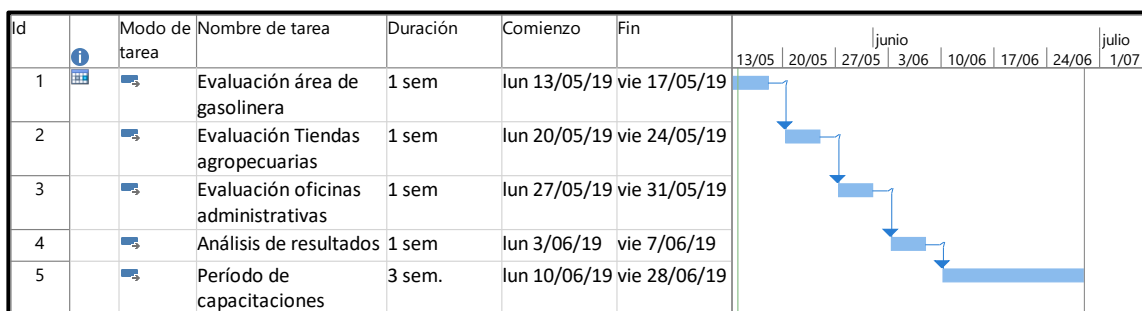 Id Modo de Nombre de tarea Duración Comienzo Fin
tarea
junio julio
13/05 20/05 27/05 3/06 10/06 17/06 24/06 1/07
1 Evaluación área de 1 sem lun 13/05/19 vie 17/05/19
gasolinera
2 Evaluación Tiendas 1 sem lun 20/05/19 vie 24/05/19
agropecuarias
3 Evaluación oficinas 1 sem lun 27/05/19 vie 31/05/19
administrativas
4 Análisis de resultados 1 sem lun 3/06/19 vie 7/06/19
5 Período de 3 sem. lun 10/06/19 vie 28/06/19
capacitaciones